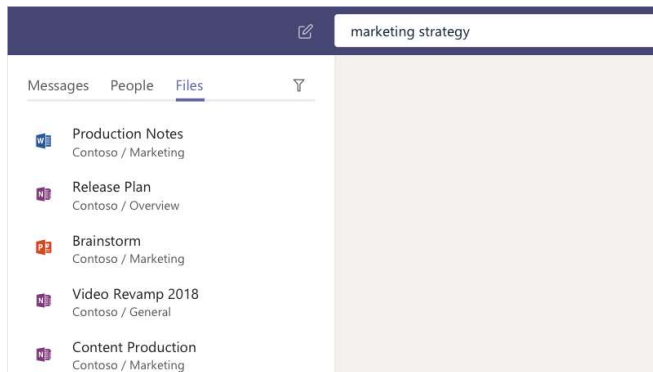 marketing strategy
Messages People Files
Production Notes
Contoso / Marketing
Release Plan
Contoso / Overview
Brainstorm
Contoso / Marketing
Video Revamp 2018
Contoso / General
Content Production
Contoso / Marketing